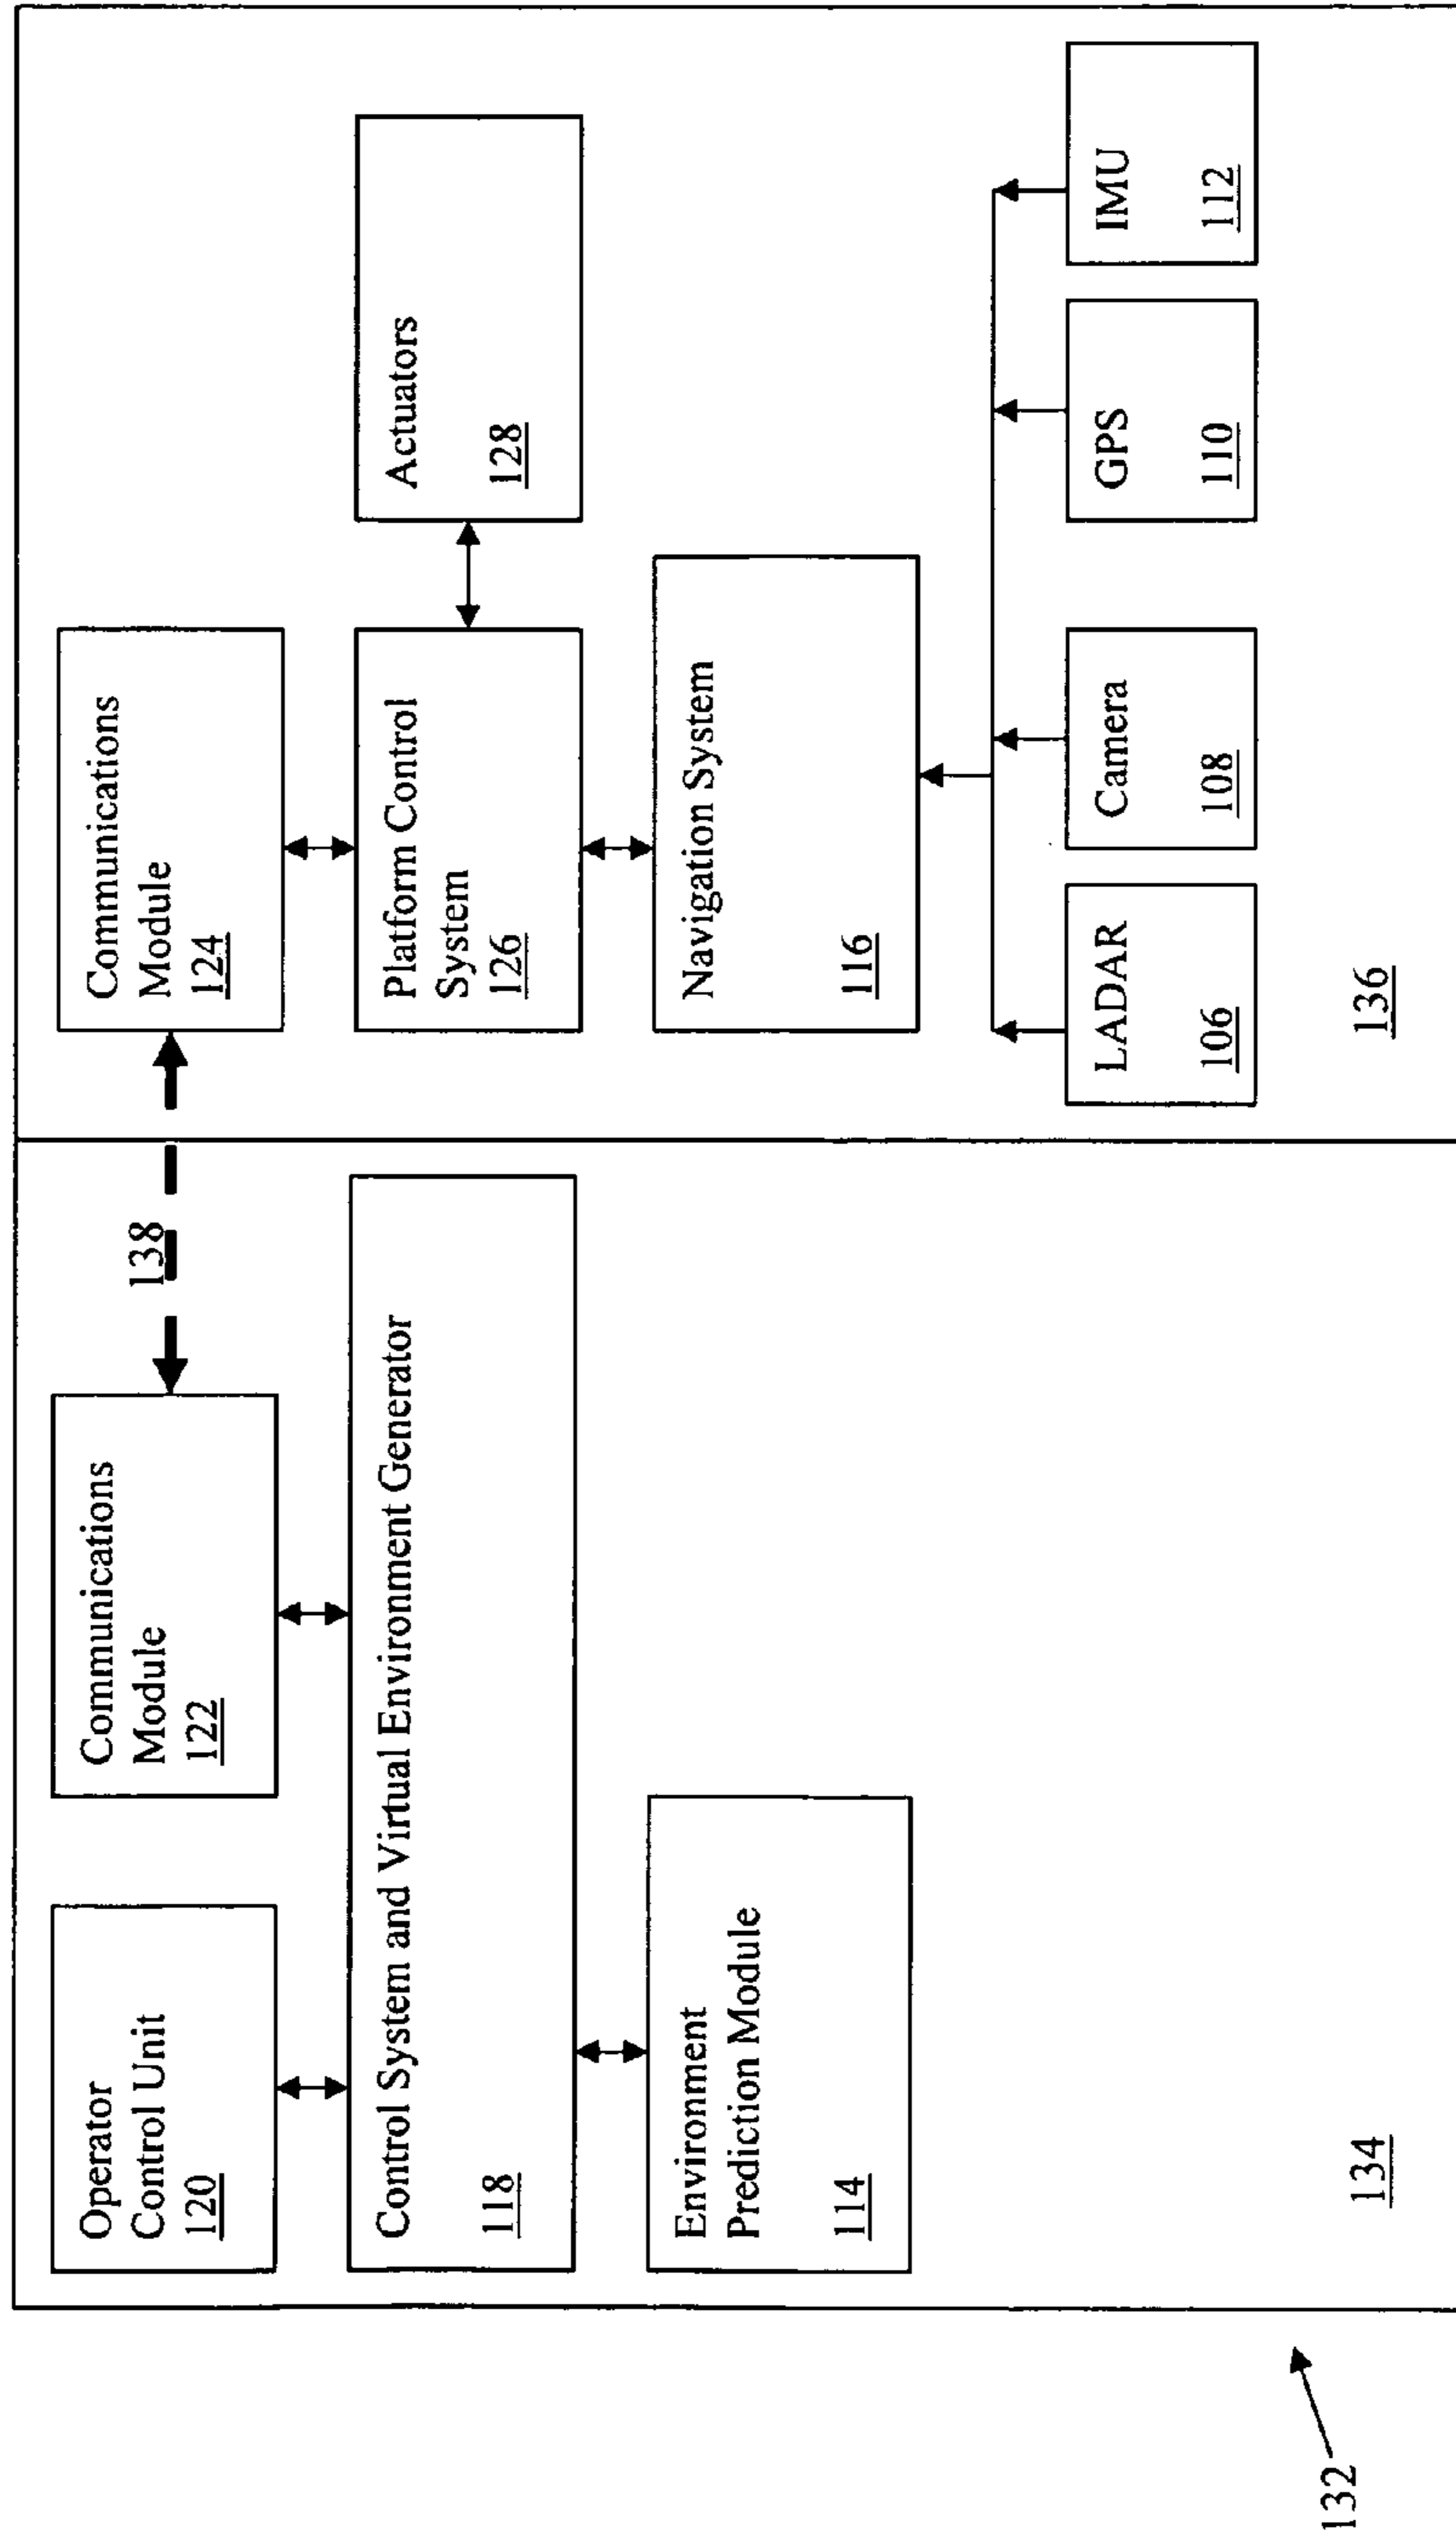 Operator
Control Unit
120
Communications
Module
122
138
Control System and Virtual Environment Generator
118
Environment
Prediction Module
114
134
Communications
Module
124
Platform Control
System
126
Actuators
128
Navigation System
116
LADAR
106
Camera
108
GPS
110
IMU
112
136
132